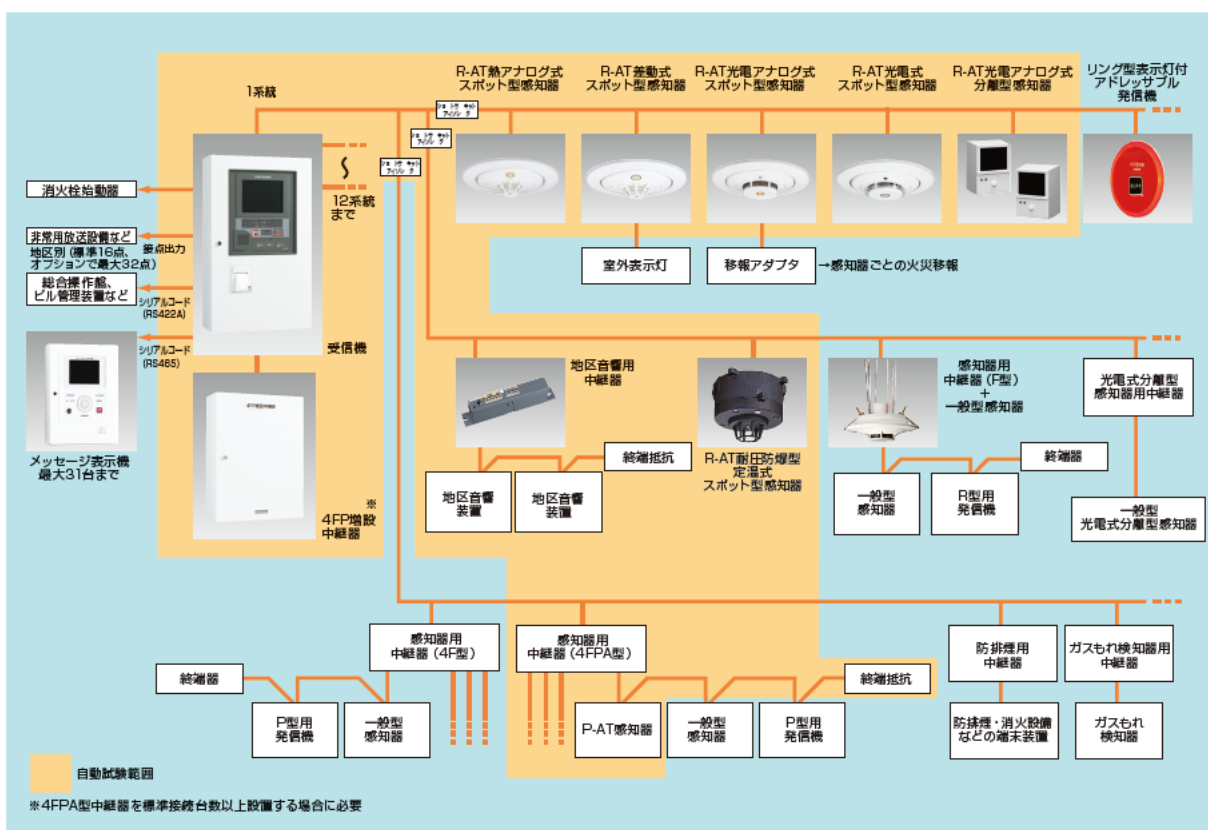 R-AT熱アナログ式
スポット型感知器
R-AT差動式
スポット型感知器
R-AT光電アナログ式
スポット型感知器
R-AT光電式
スポット型感知器
R-AT光電アナログ式
分離型感知器
リング型表示灯付
アドレッサブル
発信機
1系統
12系統
まで
消火栓始動器
非常用放送設備など
地区別(標準16点、
オプションで最大32点)
接点出力
総合操作盤、
ビル管理装置など
シリアルコード
(RS422A)
シリアルコード
(RS485)
受信機
メッセージ表示機
最大31台まで
※
4FP増設
中継器
室外表示灯
移報アダプタ
→感知器ごとの火災移報
地区音響用
中継器
終端抵抗
地区音響
装置
地区音響
装置
R-AT耐圧防爆型
定温式
スポット型感知器
感知器用
中継器(F型)
+
一般型感知器
終端器
一般型
感知器
R型用
発信機
光電式分離型
感知器用中継器
一般型
光電式分離型感知器
感知器用
中継器(4F型)
終端器
P型用
発信機
一般型
感知器
感知器用
中継器(4FPA型)
終端抵抗
P-AT感知器
一般型
感知器
P型用
発信機
防排煙用
中継器
防排煙・消火設備
などの端末装置
ガスもれ検知器用
中継器
ガスもれ
検知器
自動試験範囲
※4FPA型中継器を標準接続台数以上設置する場合に必要